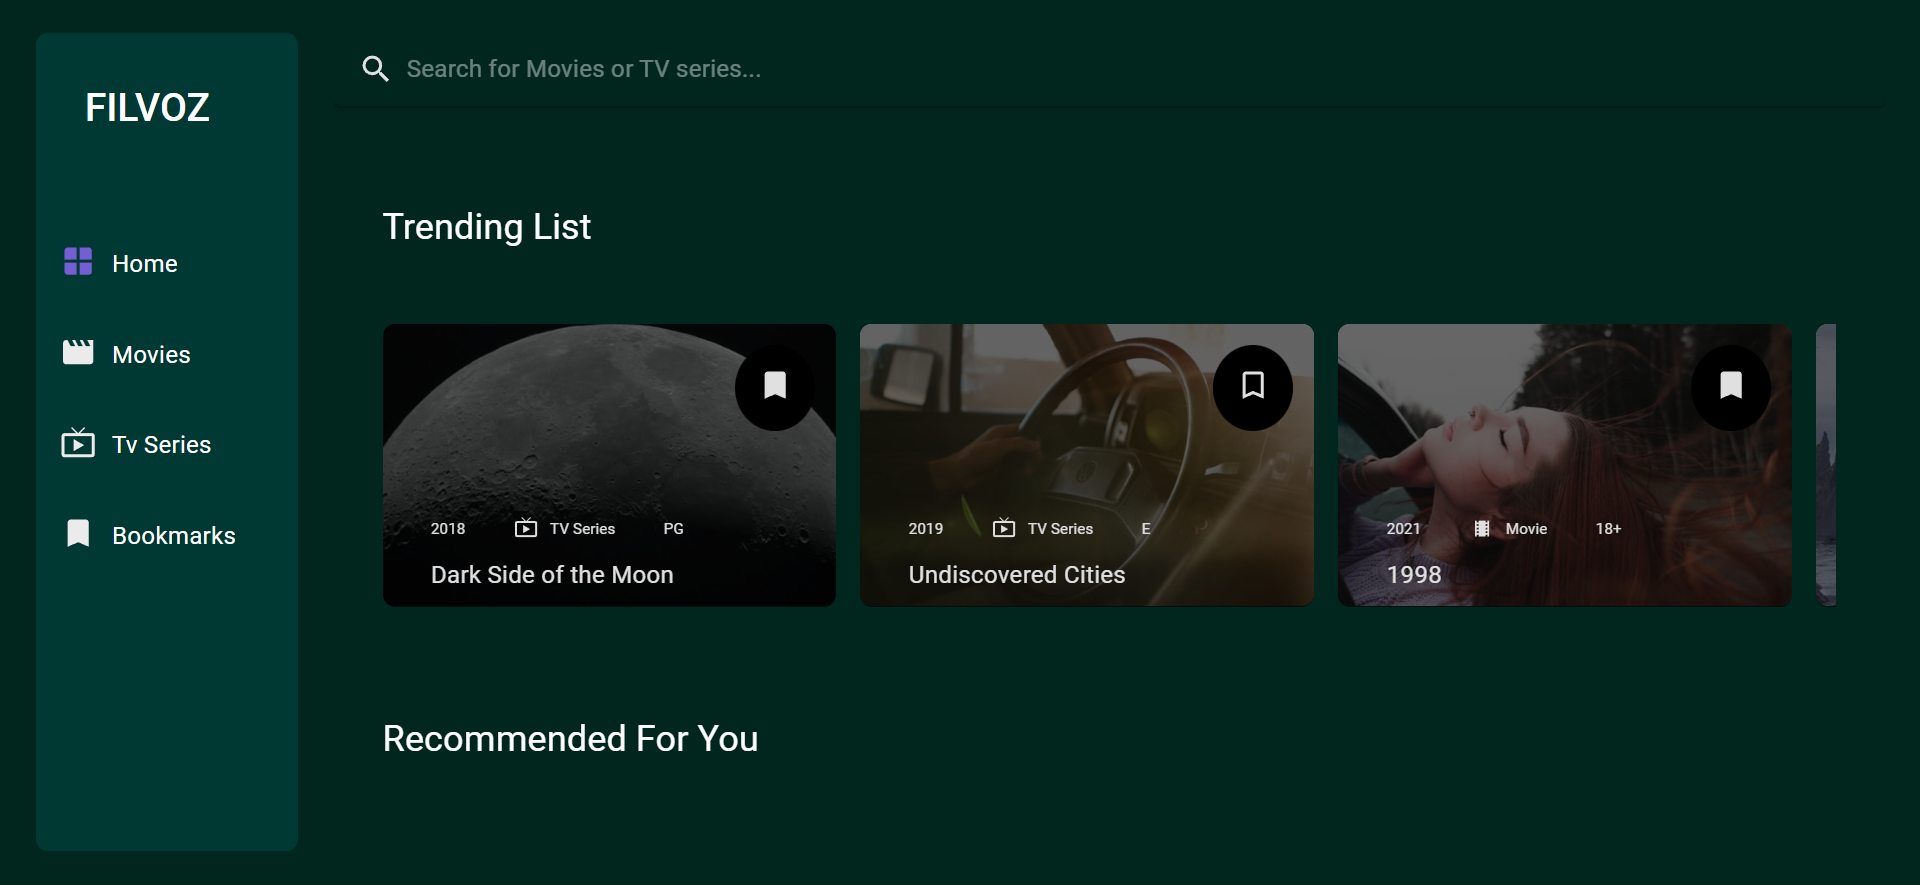 FILVOZ
Search for Movies or TV series...
Home
Movies
Tv Series
Bookmarks
Trending List
2018 TV Series PG
Dark Side of the Moon
2019 TV Series E
Undiscovered Cities
2021 Movie 18+
1998
Recommended For You